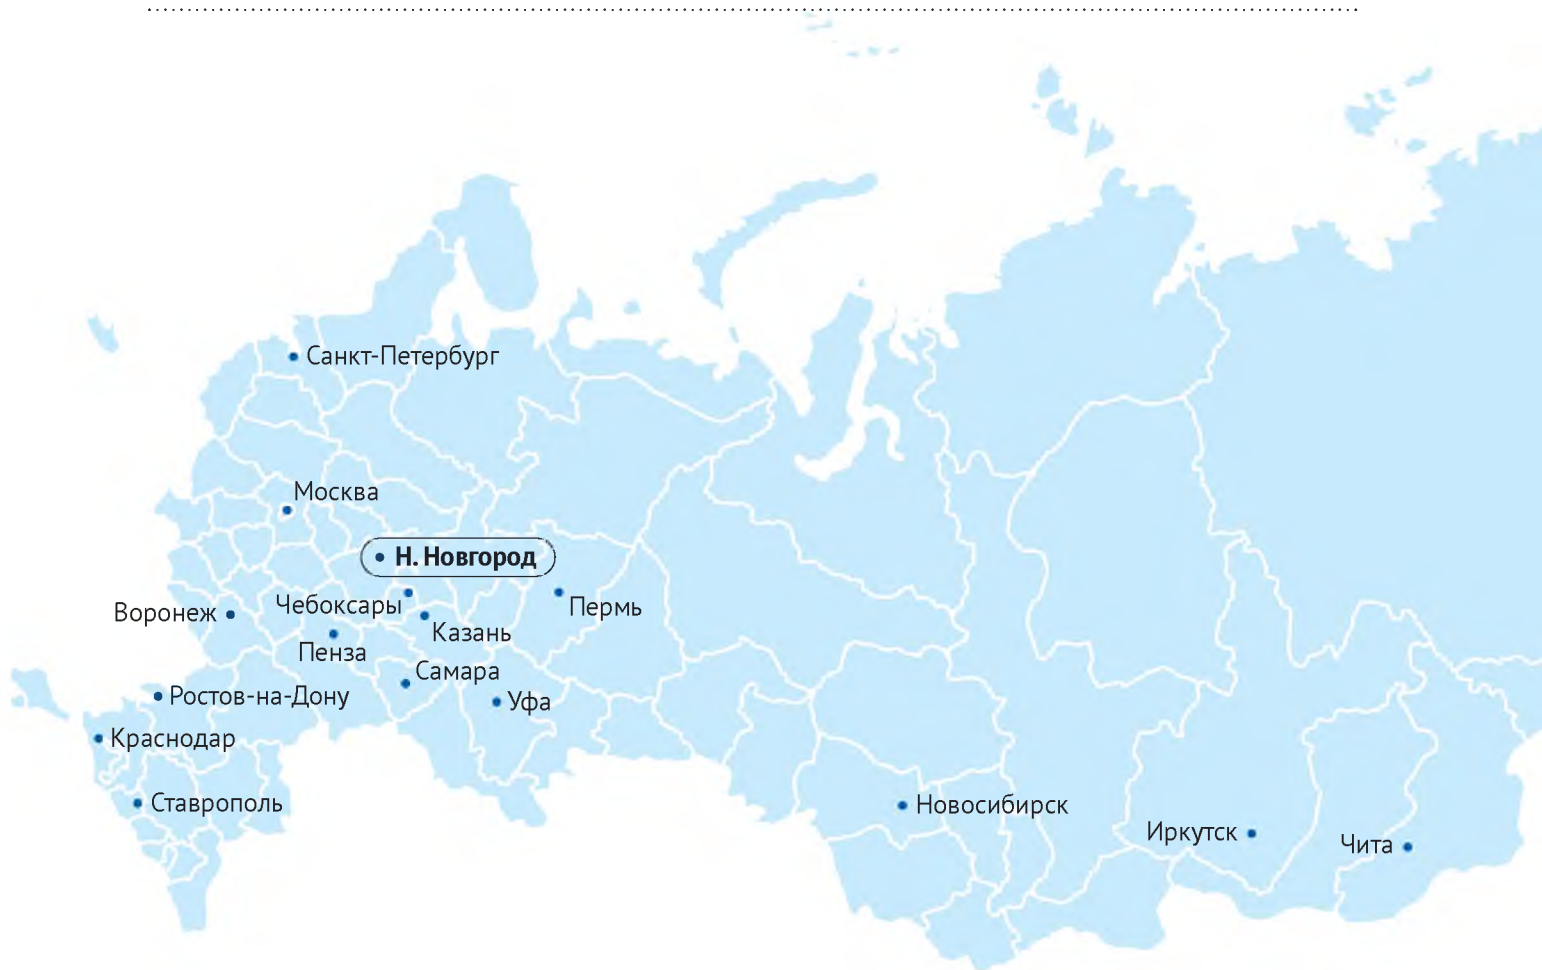 Санкт-Петербург
Москва
Н. Новгород
Чебоксары
Пермь
Воронеж
Казань
Пенза
Самара
Ростов-на-Дону
Уфа
Краснодар
Ставрополь
Новосибирск
Иркутск
Чита